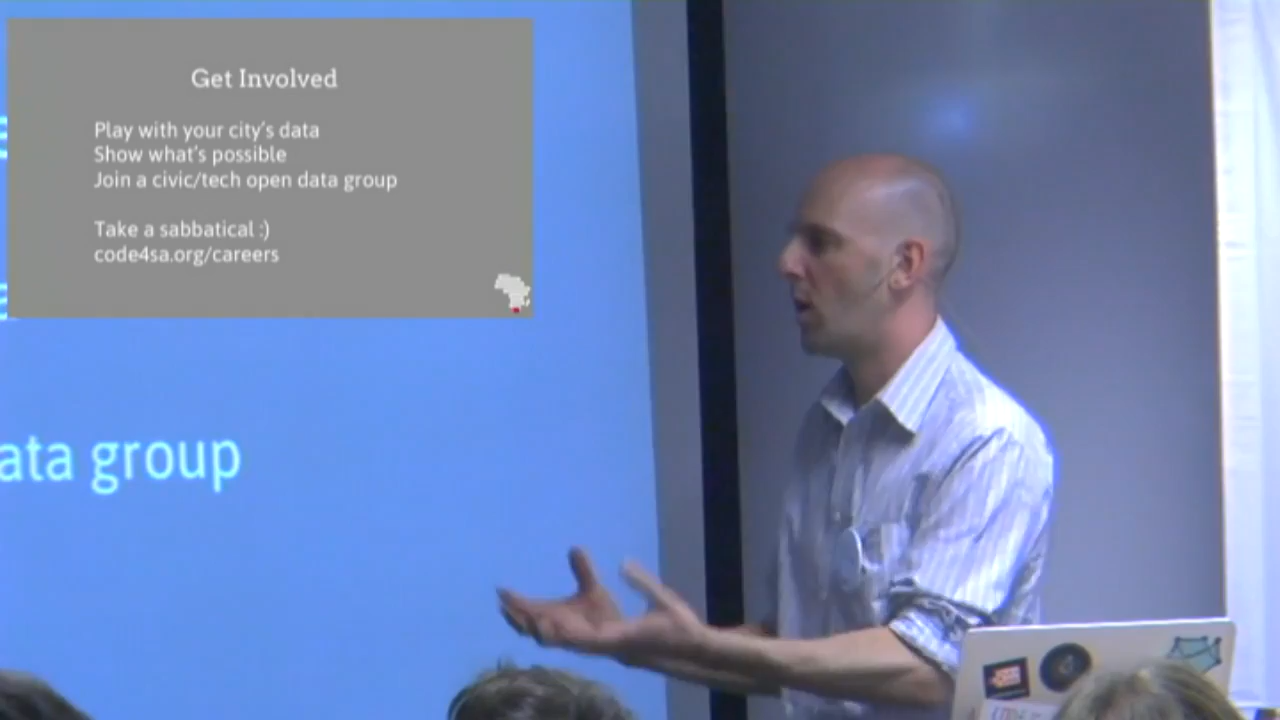 Get Involved
Play with your city's data
Show what's possible
Join a civic/tech open data group
Take a sabbatical :)
code4sa.org/careers
ata group